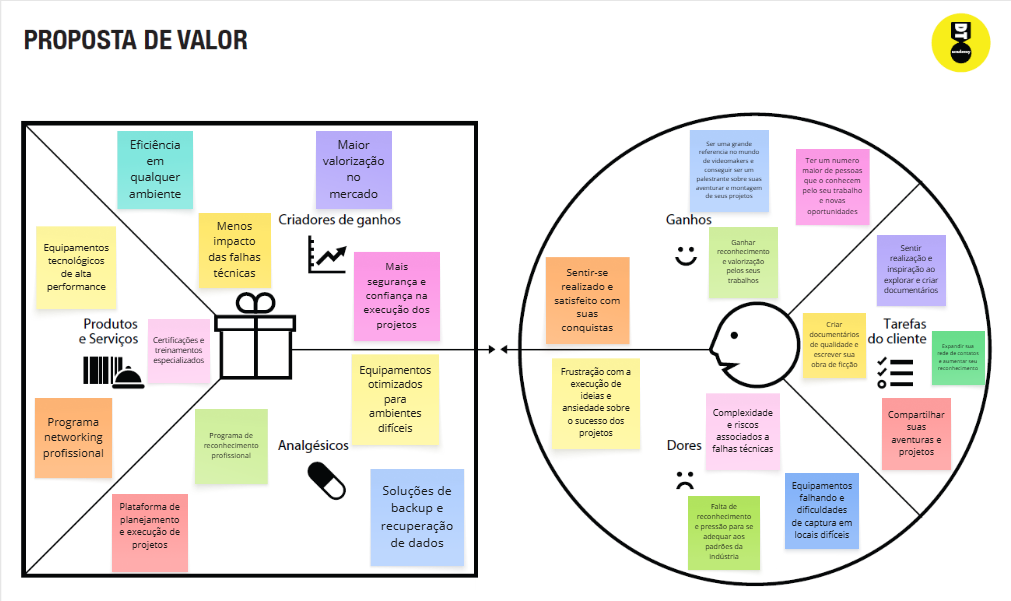 PROPOSTA DE VALOR
DT
academy
Eficiência
em
qualquer
ambiente
Maior
valorização
no
mercado
Criadores de ganhos
Menos
impacto
das falhas
técnicas
Equipamentos
tecnológicos
de alta
performance
Mais
segurança e
confiança na
execução dos
projetos
Produtos
e Serviços
Certificações e
treinamentos
especializados
Equipamentos
otimizados
para
ambientes
difíceis
Programa
networking
profissional
Programa de
reconhecimento
profissional
Analgésicos
Soluções de
backup e
recuperação
de dados
Plataforma de
planejamento
e execução de
projetos
Ser uma grande
referencia no mundo
de videomakers e
conseguir ser um
palestrante sobre suas
aventurar e montagem
de seus projetos
Ter um numero
maior de pessoas
que o conhecem
pelo seu trabalho
e novas
oportunidades
Ganhos
Ganhar
reconhecimento
e valorização
pelos seus
trabalhos
Sentir
realização e
inspiração ao
explorar e criar
documentários
Sentir-se
realizado e
satisfeito com
suas
conquistas
Criar
documentários
de qualidade e
escrever sua
obra de ficção
Tarefas
do cliente
Expandir sua
rede de contatos
e aumentar seu
reconhecimento
Frustração com a
execução de
ideias e
ansiedade sobre
o sucesso dos
projetos
Complexidade
e riscos
associados a
falhas técnicas
Compartilhar
suas
aventuras e
projetos
Dores
Equipamentos
falhando e
dificuldades
de captura em
locais difíceis
Falta de
reconhecimento
e pressão para se
adequar aos
padrões da
indústria